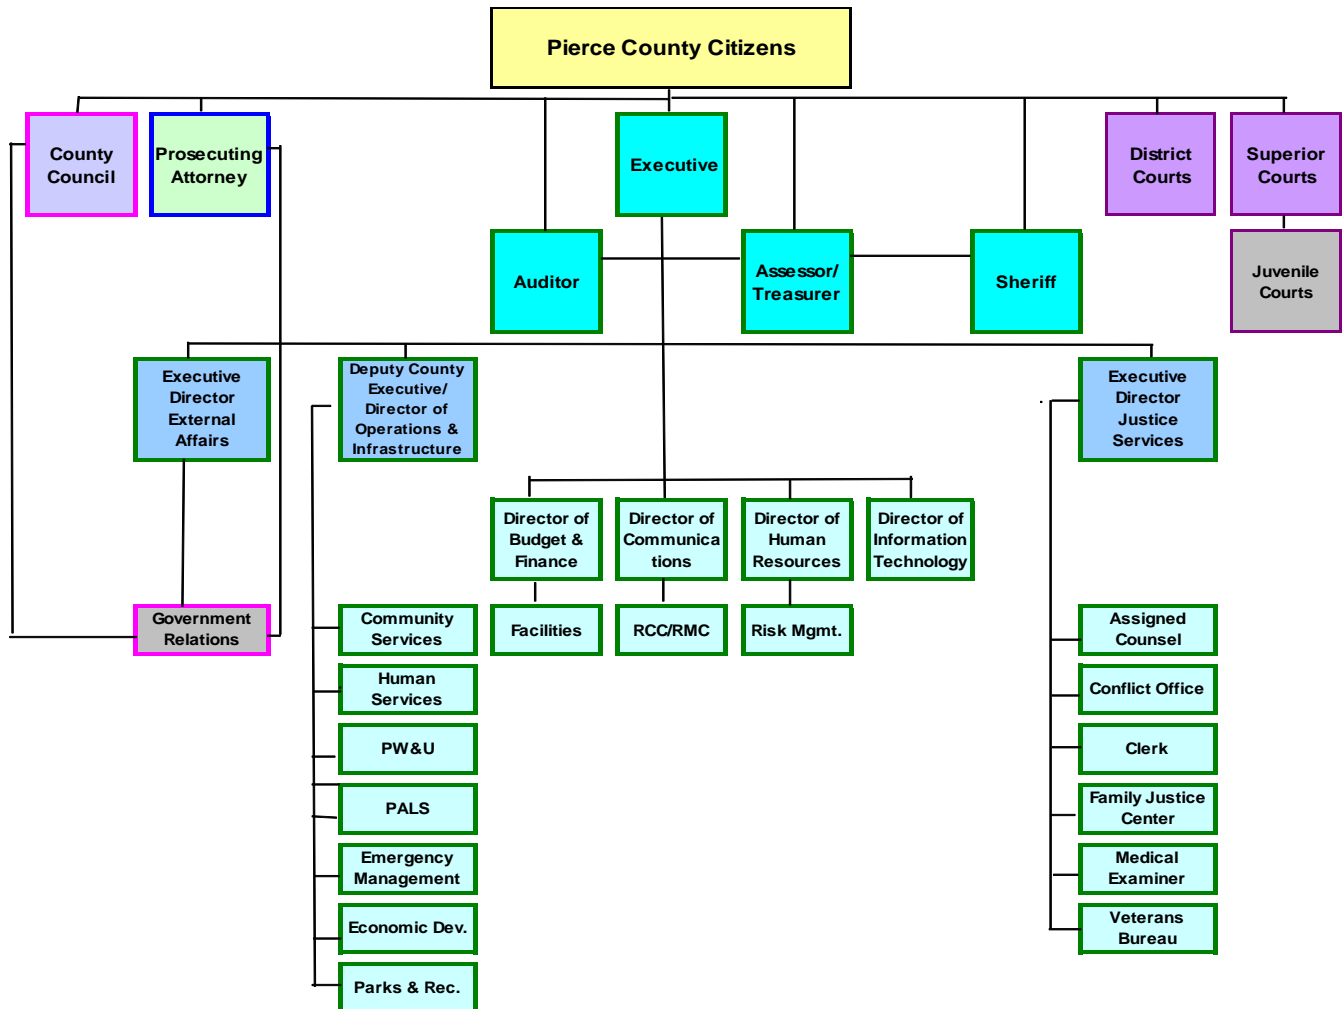 Pierce County Citizens
County
Council
Prosecuting
Attorney
Executive
District
Courts
Superior
Courts
Auditor
Assessor/
Treasurer
Sheriff
Juvenile
Courts
Executive
Director
External
Affairs
Deputy County
Executive/
Director of
Operations &
Infrastructure
Executive
Director
Justice
Services
Director of
Budget &
Finance
Director of
Communica
tions
Director of
Human
Resources
Director of
Information
Technology
Government
Relations
Community
Services
Facilities
RCC/RMC
Risk Mgmt.
Assigned
Counsel
Human
Services
Conflict Office
PW&U
Clerk
PALS
Family Justice
Center
Emergency
Management
Medical
Examiner
Economic Dev.
Veterans
Bureau
Parks & Rec.